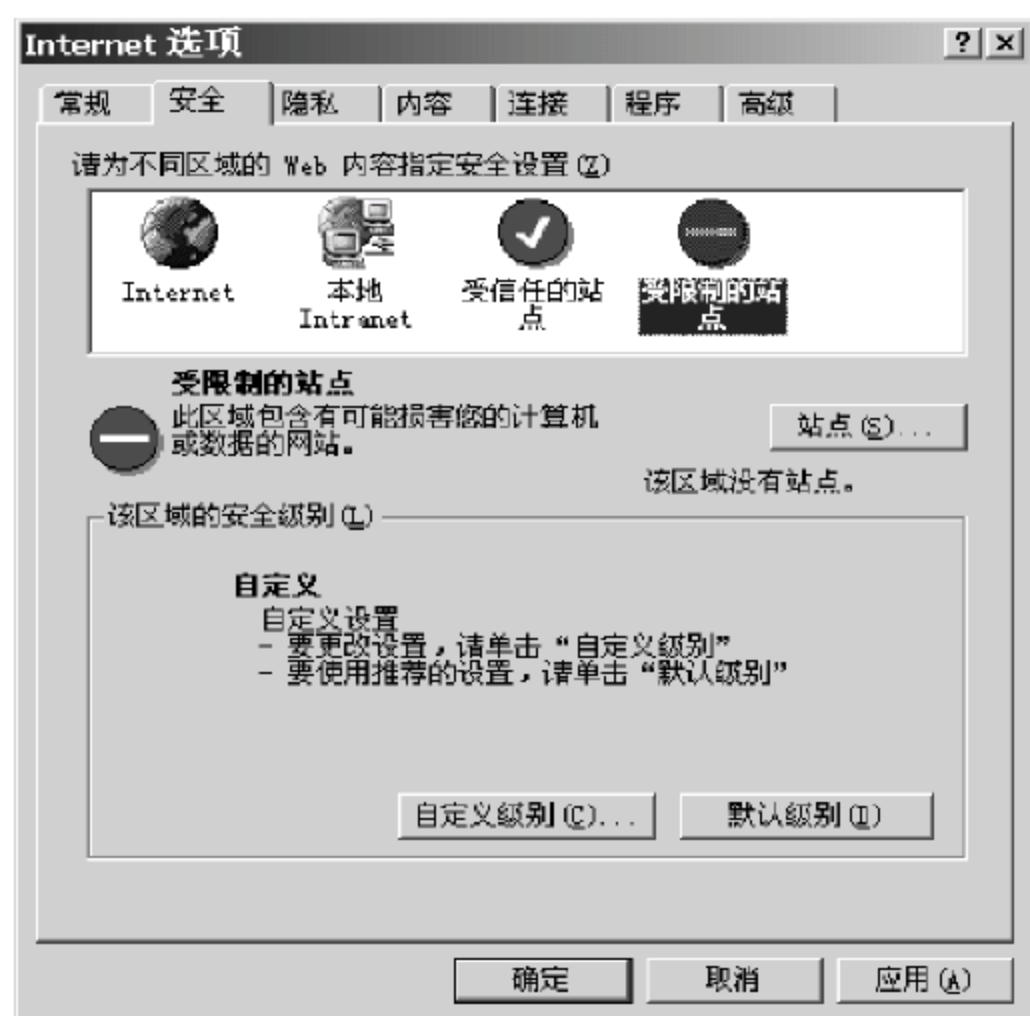 Internet 选项
常规 安全 隐私 内容 连接 程序 高级
请为不同区域的 Web 内容指定安全设置(Z)
Internet
本地
Intranet
受信任的站
点
受限制的站
点
受限制的站点
此区域包含有可能损害您的计算机
或数据的网站。
站点(S)...
该区域没有站点。
该区域的安全级别(L)
自定义
自定义设置
- 要更改设置，请单击“自定义级别”
- 要使用推荐的设置，请单击“默认级别”
自定义级别(C)... 默认级别(D)
确定 取消 应用(A)